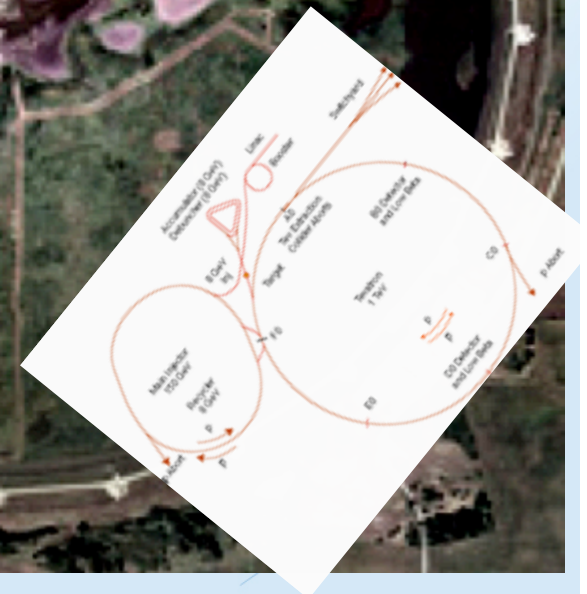 Switchyard
Linac
Booster
Accumulator (8 GeV)
Debuncher (8 GeV)
A0
Tev Extraction
Collider Aborts
B0 Detector
and Low Beta
8 GeV
Inj
Target
C0
p Abort
Tevatron
1 TeV
p
p
F0
D0 Detector
and Low Beta
Main Injector
150 GeV
Recycler
8 GeV
E0
p
p
p Abort